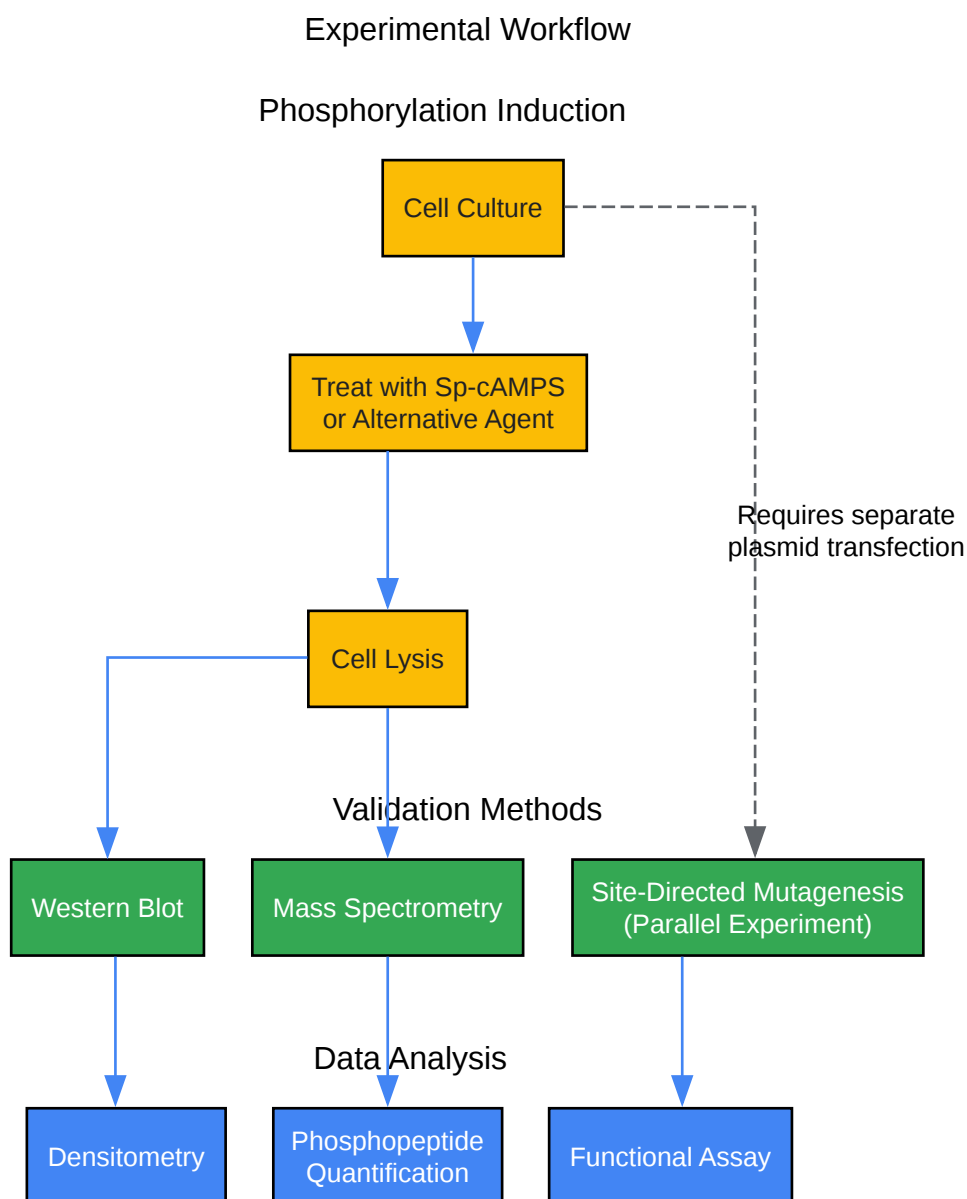 Experimental Workflow
Phosphorylation Induction
Cell Culture
Treat with Sp-cAMPS
or Alternative Agent
Requires separate
plasmid transfection
Cell Lysis
Validation Methods
Western Blot
Mass Spectrometry
Site-Directed Mutagenesis
(Parallel Experiment)
Data Analysis
Densitometry
Phosphopeptide
Quantification
Functional Assay